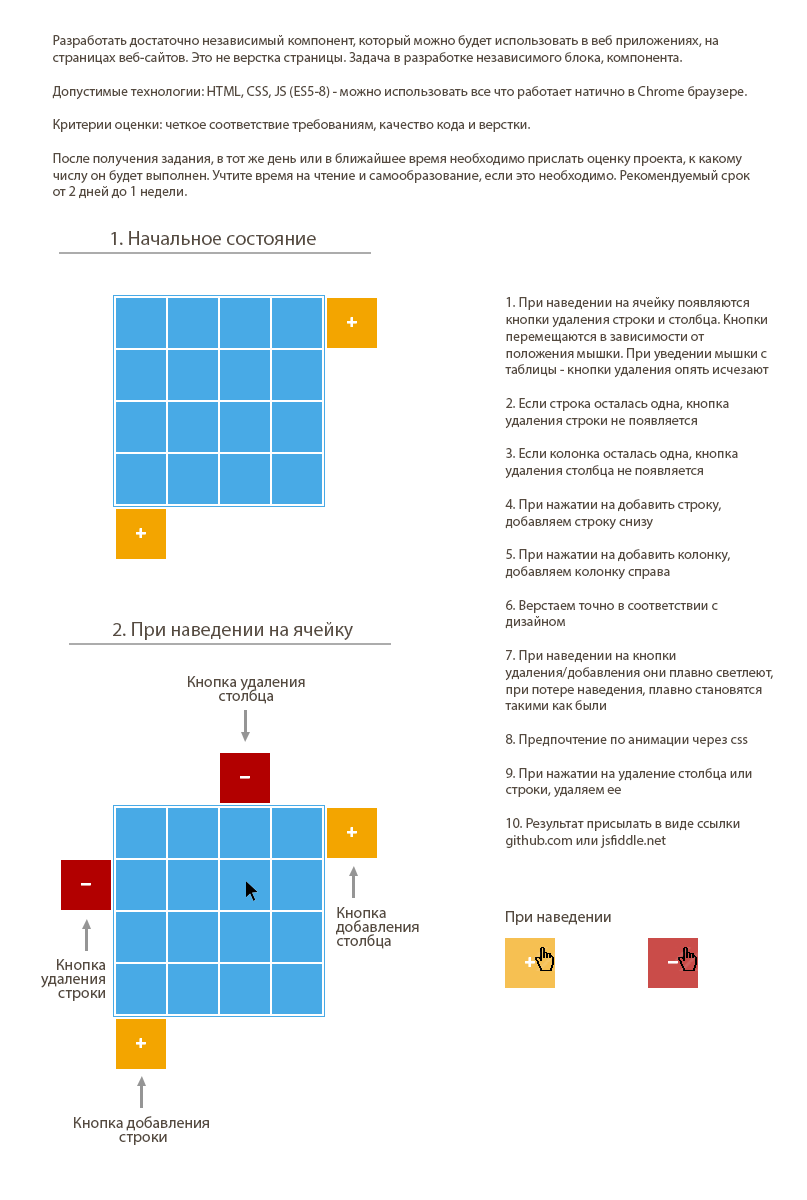 Разработать достаточно независимый компонент, который можно будет использовать в веб приложениях, на
страницах веб-сайтов. Это не верстка страницы. Задача в разработке независимого блока, компонента.
Допустимые технологии: HTML, CSS, JS (ES5-8) - можно использовать все что работает натично в Chrome браузере.
Критерии оценки: четкое соответствие требованиям, качество кода и верстки.
После получения задания, в тот же день или в ближайшее время необходимо прислать оценку проекта, к какому
числу он будет выполнен. Учтите время на чтение и самообразование, если это необходимо. Рекомендуемый срок
от 2 дней до 1 недели.
1. Начальное состояние
+
+
1. При наведении на ячейку появляются
кнопки удаления строки и столбца. Кнопки
перемещаются в зависимости от
положения мышки. При уведении мышки с
таблицы - кнопки удаления опять исчезают
2. Если строка осталась одна, кнопка
удаления строки не появляется
3. Если колонка осталась одна, кнопка
удаления столбца не появляется
4. При нажатии на добавить строку,
добавляем строку снизу
5. При нажатии на добавить колонку,
добавляем колонку справа
6. Верстаем точно в соответствии с
дизайном
7. При наведении на кнопки
удаления/добавления они плавно светлеют,
при потере наведения, плавно становятся
такими как были
8. Предпочтение по анимации через css
9. При нажатии на удаление столбца или
строки, удаляем ее
10. Результат присылать в виде ссылки
github.com или jsfiddle.net
2. При наведении на ячейку
Кнопка удаления
столбца
−
+
−
Кнопка
добавления
столбца
Кнопка
удаления
строки
+
Кнопка добавления
строки
При наведении
+
−